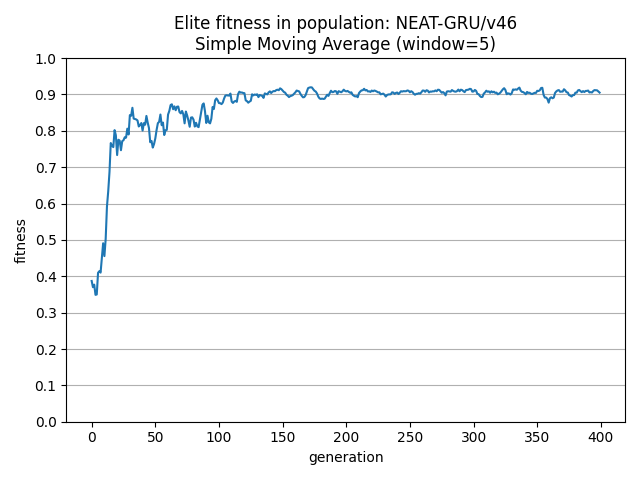 Elite fitness in population: NEAT-GRU/v46
Simple Moving Average (window=5)
1.0
0.9
0.8
0.7
0.6
0.5
0.4
0.3
0.2
0.1
0.0
fitness
0 50 100 150 200 250 300 350 400
generation